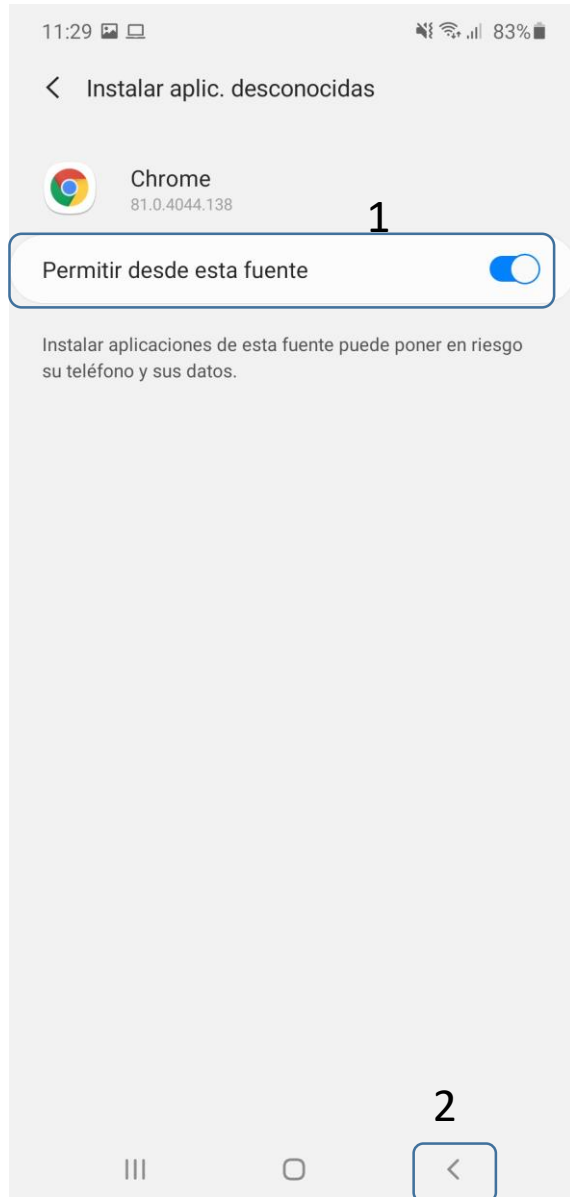 11:29 83%
Instalar aplic. desconocidas
Chrome
81.0.4044.138
1
Permitir desde esta fuente
Instalar aplicaciones de esta fuente puede poner en riesgo
su teléfono y sus datos.
2